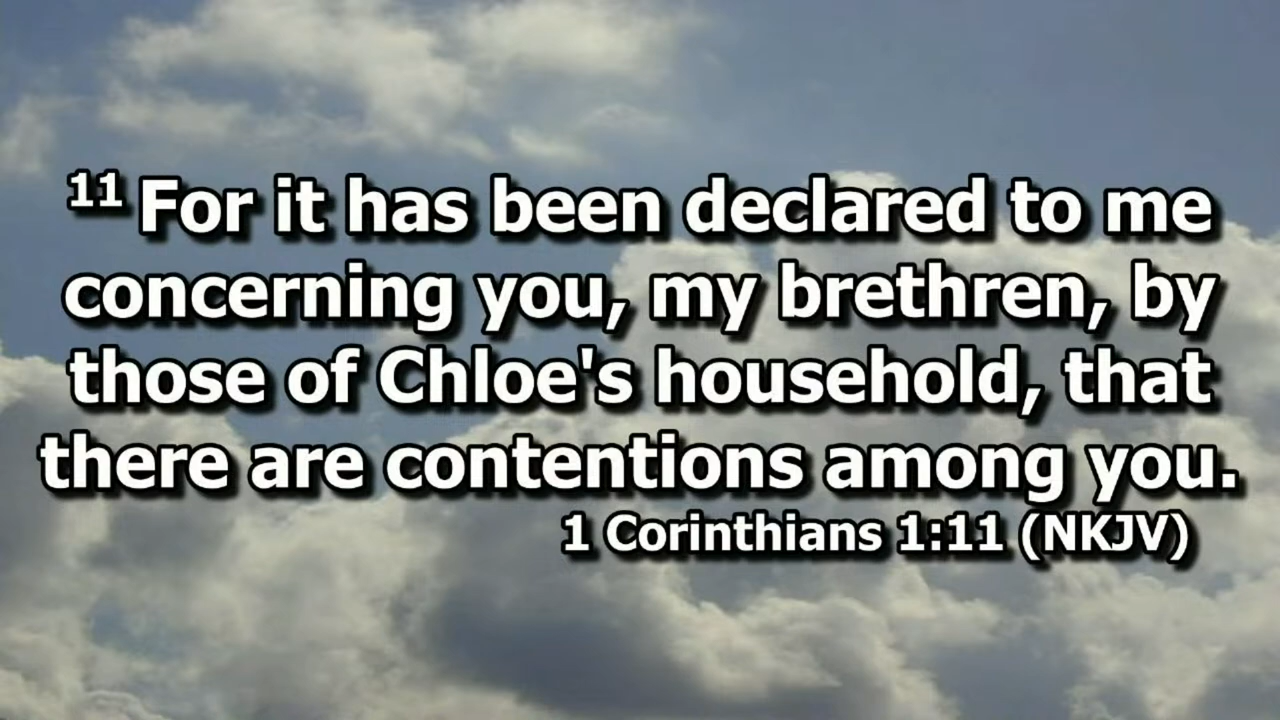 11 For it has been declared to me
concerning you, my brethren, by
those of Chloe's household, that
there are contentions among you.
1 Corinthians 1:11 (NKJV)